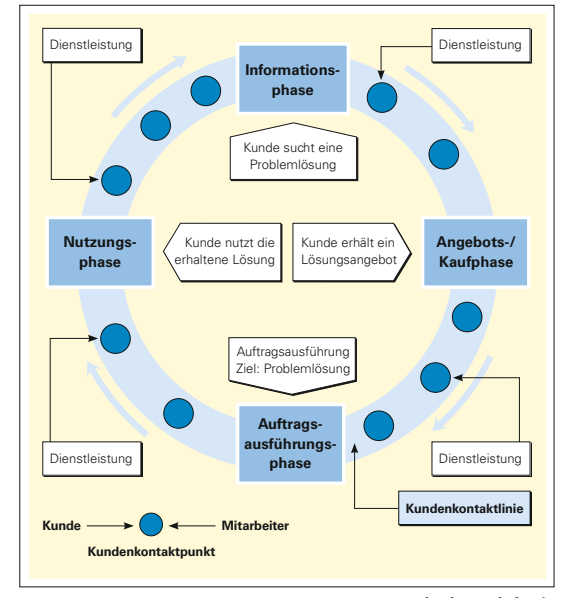 Dienstleistung
Dienstleistung
Informations-
phase
Kunde sucht eine
Problemlösung
Nutzungs-
phase
Kunde nutzt die
erhaltene Lösung
Kunde erhält ein
Lösungsangebot
Angebots-/
Kaufphase
Auftragsausführung
Ziel: Problemlösung
Auftrags-
ausführungs-
phase
Dienstleistung
Dienstleistung
Kundenkontaktlinie
Kunde
Mitarbeiter
Kundenkontaktpunkt